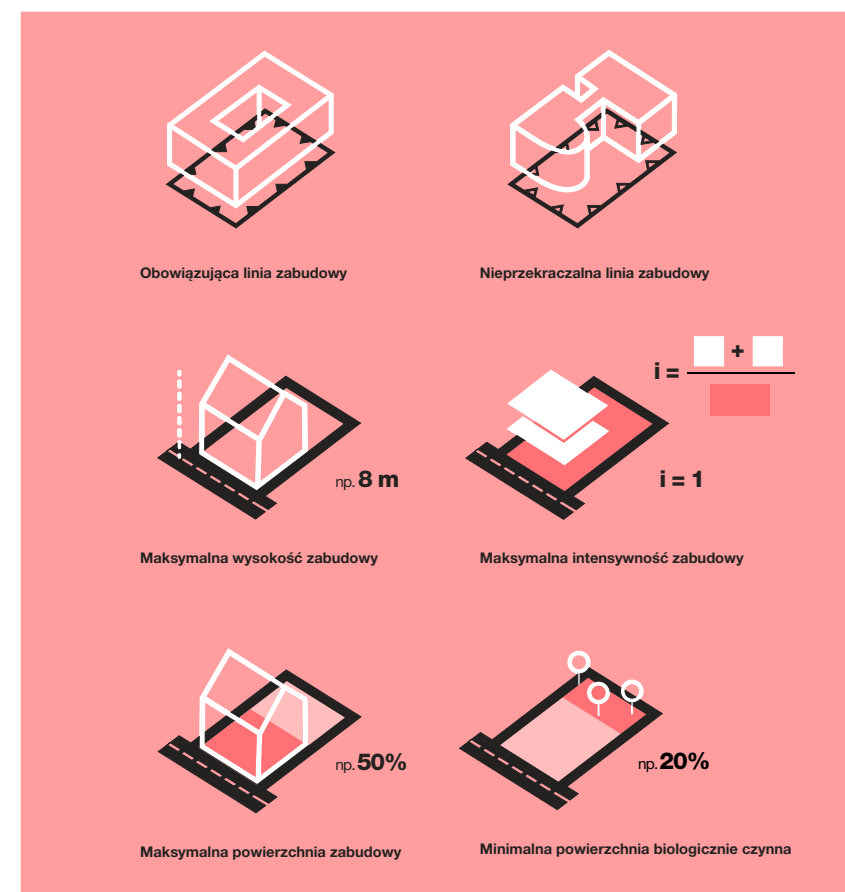 Obowiązująca linia zabudowy
Nieprzekraczalna linia zabudowy
np. 8 m
i = +
i = 1
Maksymalna wysokość zabudowy
Maksymalna intensywność zabudowy
np. 50%
np. 20%
Maksymalna powierzchnia zabudowy
Minimalna powierzchnia biologicznie czynna